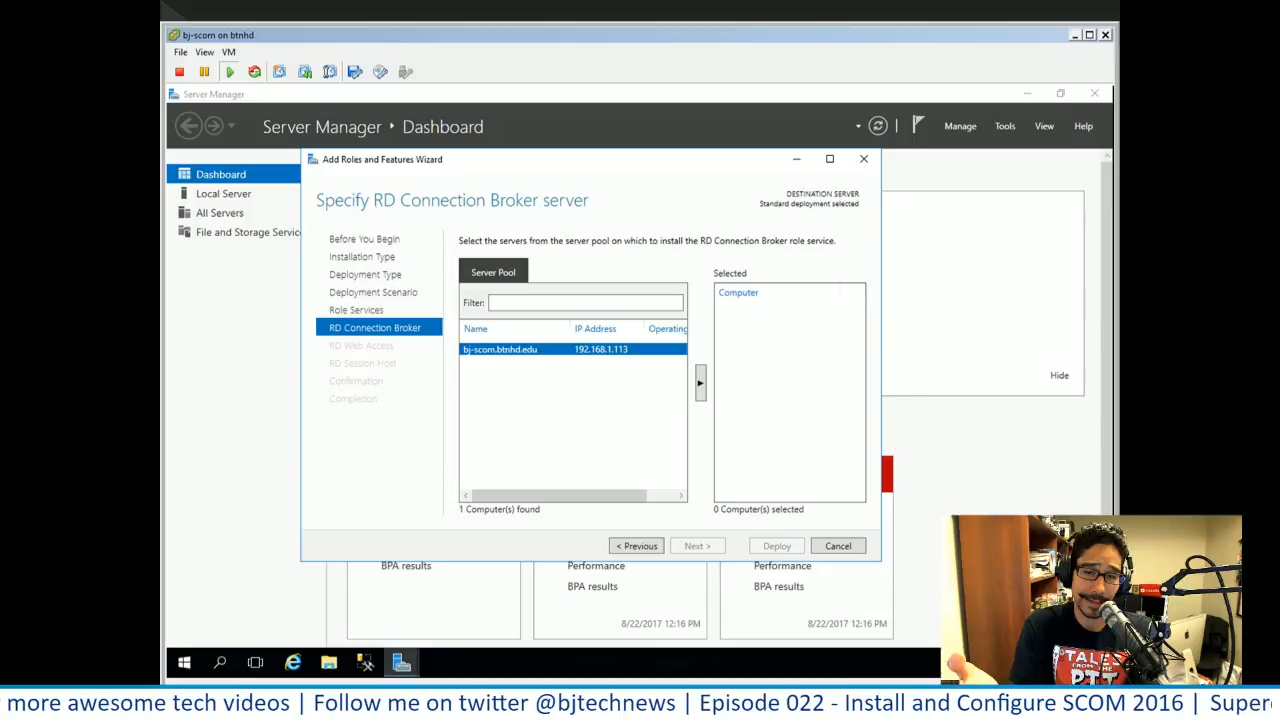 bj-scom on btnhd
File View VM
Server Manager
Server Manager • Dashboard
Manage Tools View Help
Dashboard
Local Server
All Servers
File and Storage Servic
Add Roles and Features Wizard
Specify RD Connection Broker server
DESTINATION SERVER
Standard deployment selected
Before You Begin
Installation Type
Deployment Type
Deployment Scenario
Role Services
RD Connection Broker
RD Web Access
RD Session Host
Confirmation
Completion
Select the servers from the server pool on which to install the RD Connection Broker role service.
Server Pool
Filter:
Name IP Address Operating
bj-scom.btnhd.edu 192.168.1.113
1 Computer(s) found
Selected
Computer
0 Computer(s) selected
< Previous Next > Deploy Cancel
Hide
BPA results
Performance
BPA results
8/22/2017 12:16 PM
Performance
BPA results
8/22/2017 12:16 PM
TALES
FROM THE
PIT
r more awesome tech videos | Follow me on twitter @bjtechnews | Episode 022 - Install and Configure SCOM 2016 | Super